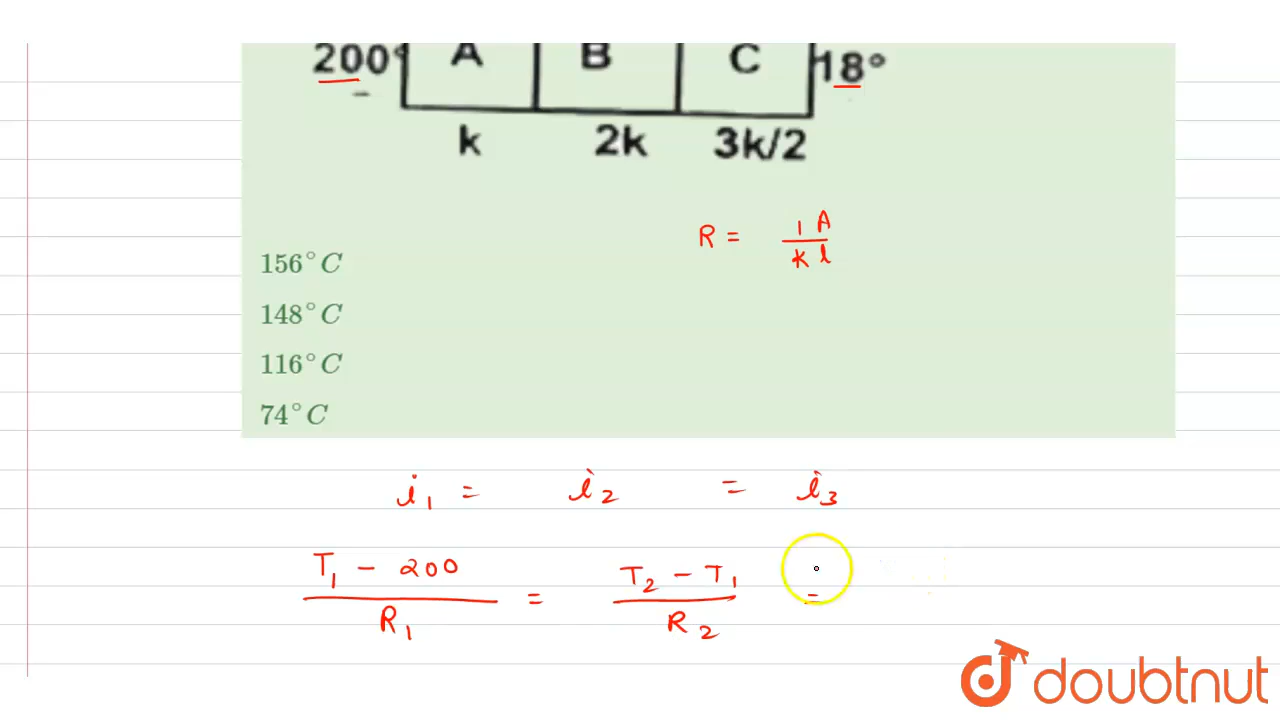 200° A B C 18°
k 2k 3k/2
R = 1 A
k l
156°C
148°C
116°C
74°C
i₁ = i₂ = i₃
T₁ - 200 = T₂ - T₁ =
R₁ R₂
doubtnut